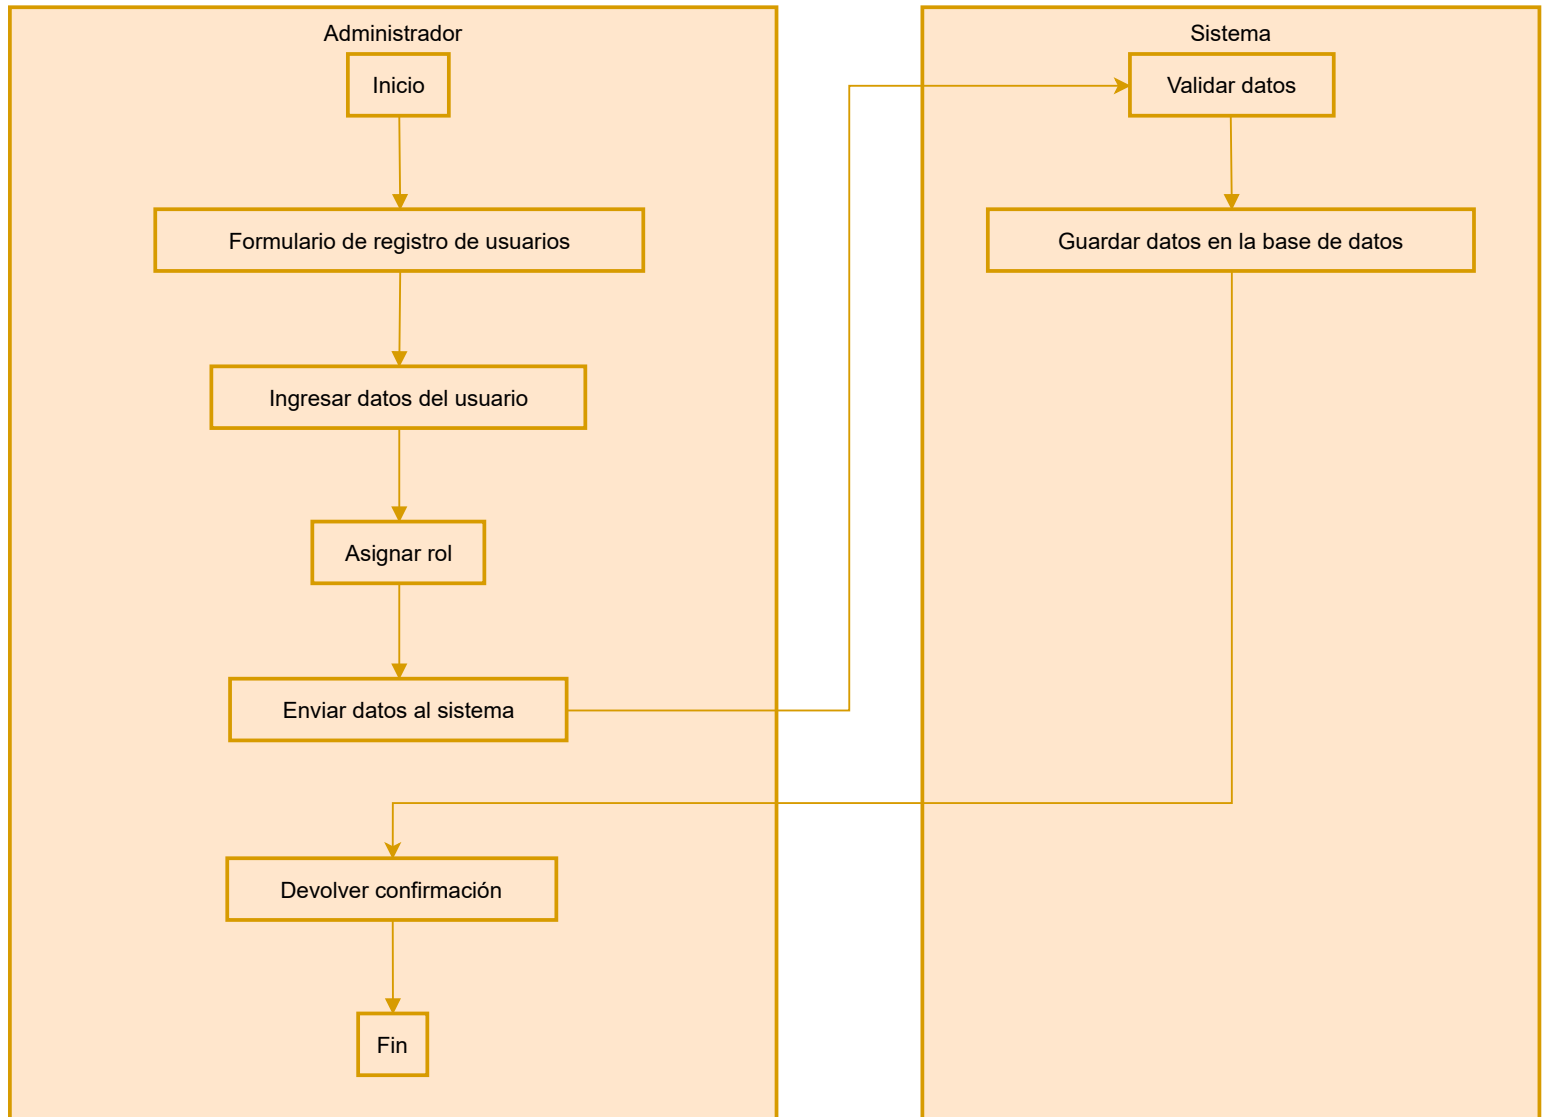 Administrador
Inicio
Formulario de registro de usuarios
Ingresar datos del usuario
Asignar rol
Enviar datos al sistema
Devolver confirmación
Fin
Sistema
Validar datos
Guardar datos en la base de datos